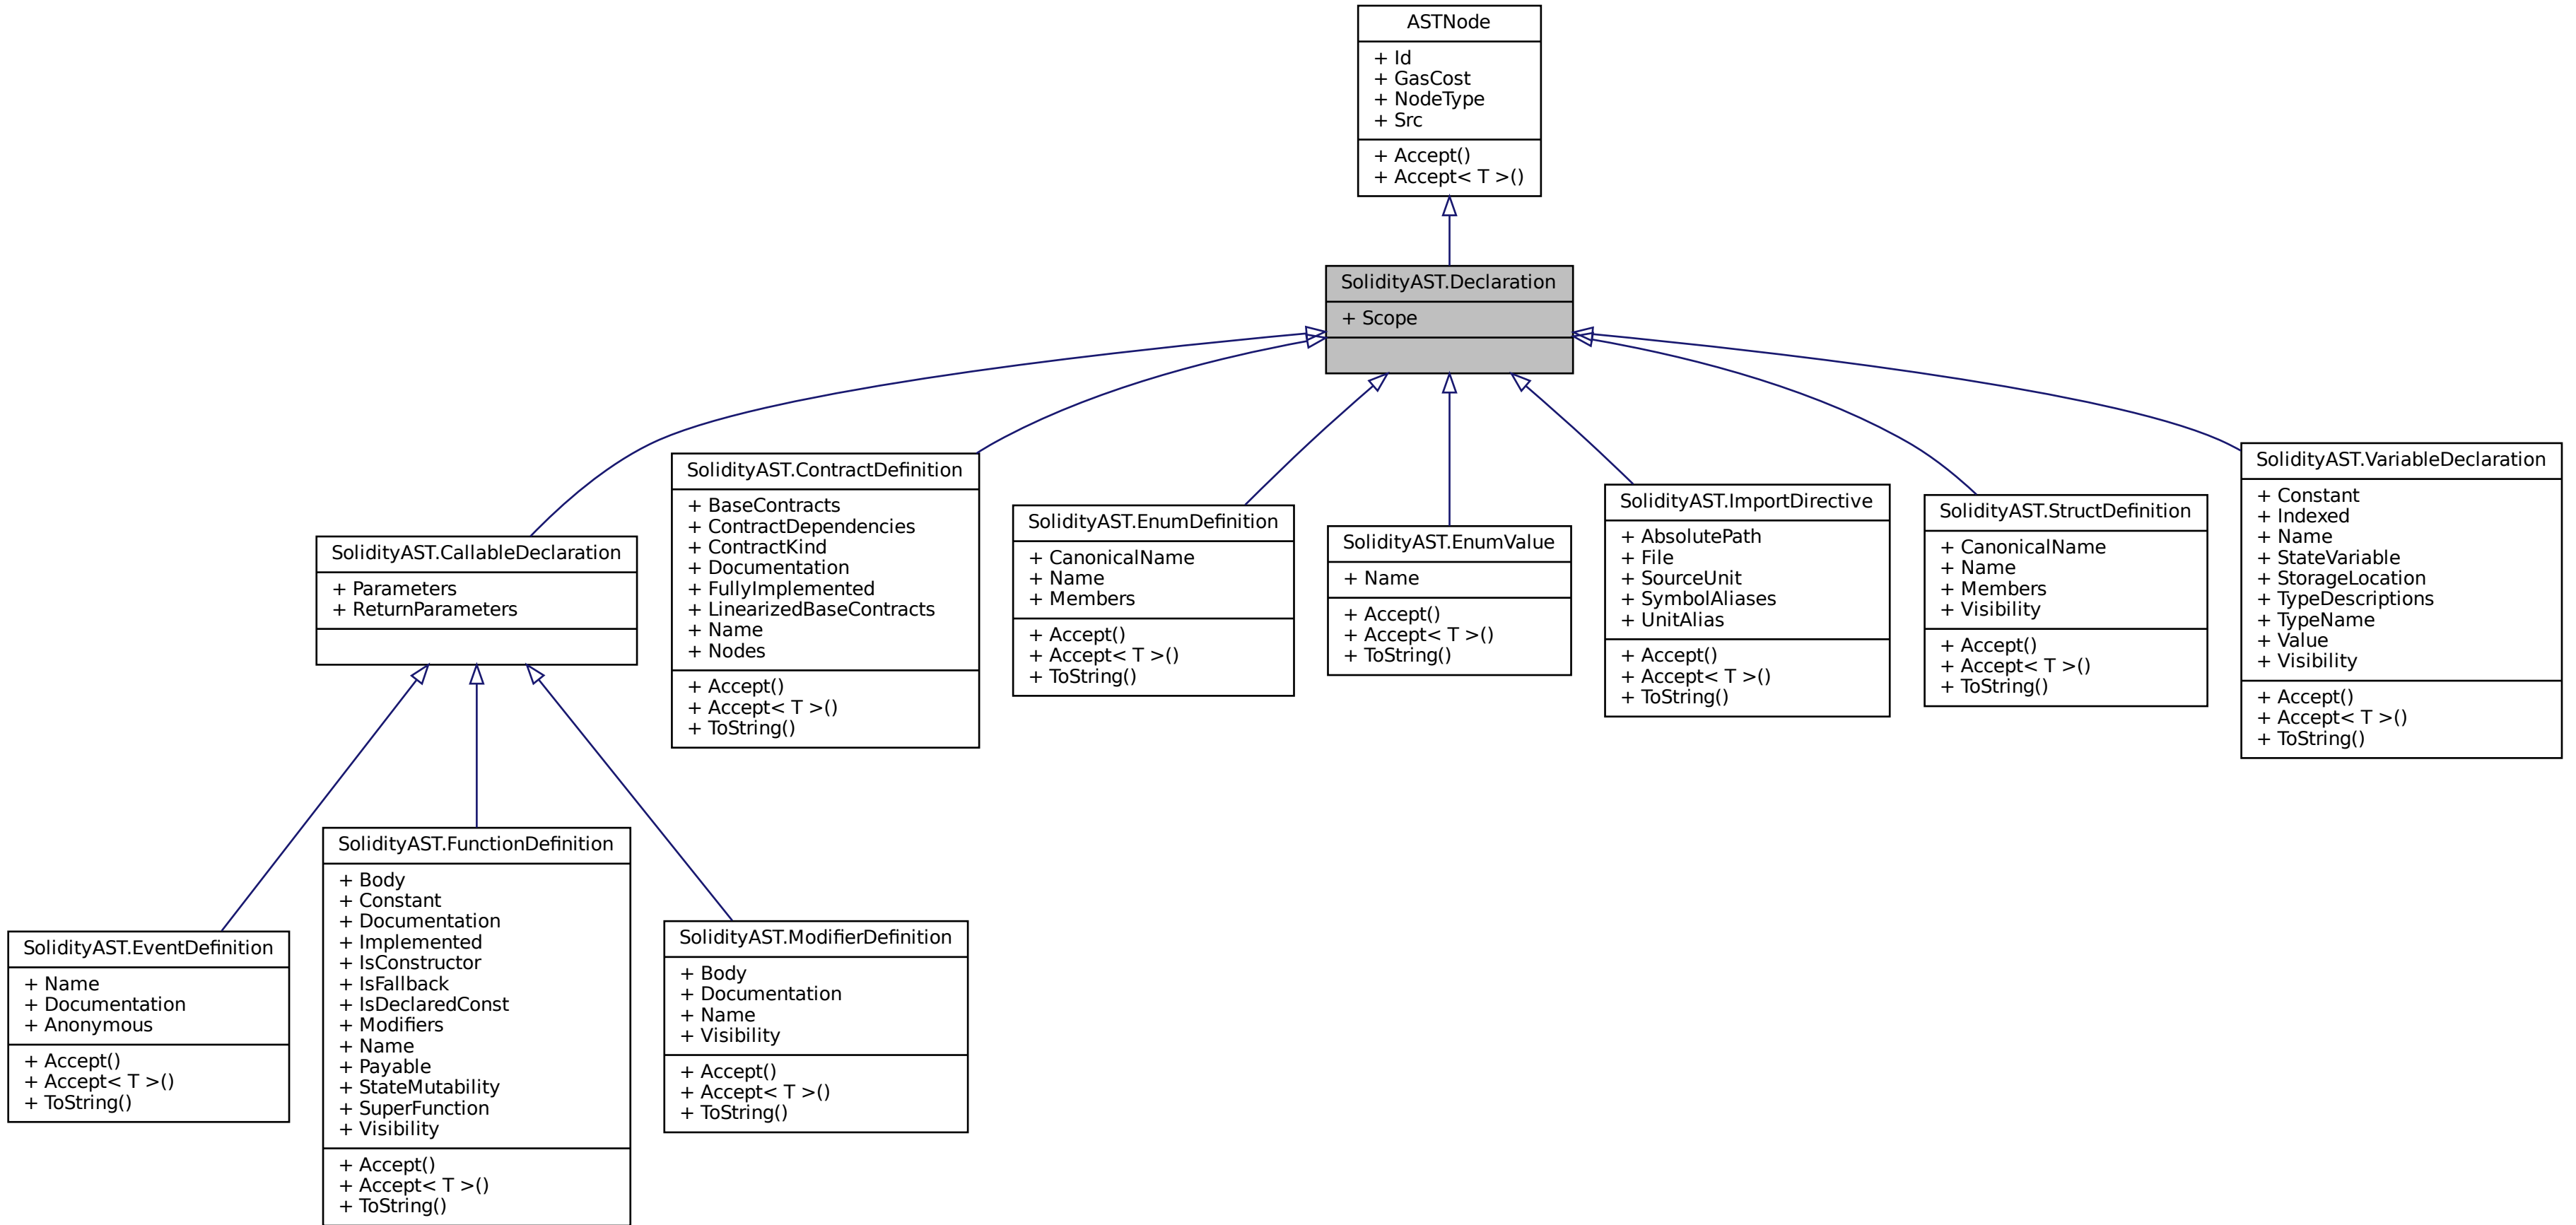 ASTNode
+ Id
+ GasCost
+ NodeType
+ Src
+ Accept()
+ Accept< T >()
SolidityAST.Declaration
+ Scope
SolidityAST.CallableDeclaration
+ Parameters
+ ReturnParameters
SolidityAST.ContractDefinition
+ BaseContracts
+ ContractDependencies
+ ContractKind
+ Documentation
+ FullyImplemented
+ LinearizedBaseContracts
+ Name
+ Nodes
+ Accept()
+ Accept< T >()
+ ToString()
SolidityAST.EnumDefinition
+ CanonicalName
+ Name
+ Members
+ Accept()
+ Accept< T >()
+ ToString()
SolidityAST.EnumValue
+ Name
+ Accept()
+ Accept< T >()
+ ToString()
SolidityAST.ImportDirective
+ AbsolutePath
+ File
+ SourceUnit
+ SymbolAliases
+ UnitAlias
+ Accept()
+ Accept< T >()
+ ToString()
SolidityAST.StructDefinition
+ CanonicalName
+ Name
+ Members
+ Visibility
+ Accept()
+ Accept< T >()
+ ToString()
SolidityAST.VariableDeclaration
+ Constant
+ Indexed
+ Name
+ StateVariable
+ StorageLocation
+ TypeDescriptions
+ TypeName
+ Value
+ Visibility
+ Accept()
+ Accept< T >()
+ ToString()
SolidityAST.EventDefinition
+ Name
+ Documentation
+ Anonymous
+ Accept()
+ Accept< T >()
+ ToString()
SolidityAST.FunctionDefinition
+ Body
+ Constant
+ Documentation
+ Implemented
+ IsConstructor
+ IsFallback
+ IsDeclaredConst
+ Modifiers
+ Name
+ Payable
+ StateMutability
+ SuperFunction
+ Visibility
+ Accept()
+ Accept< T >()
+ ToString()
SolidityAST.ModifierDefinition
+ Body
+ Documentation
+ Name
+ Visibility
+ Accept()
+ Accept< T >()
+ ToString()